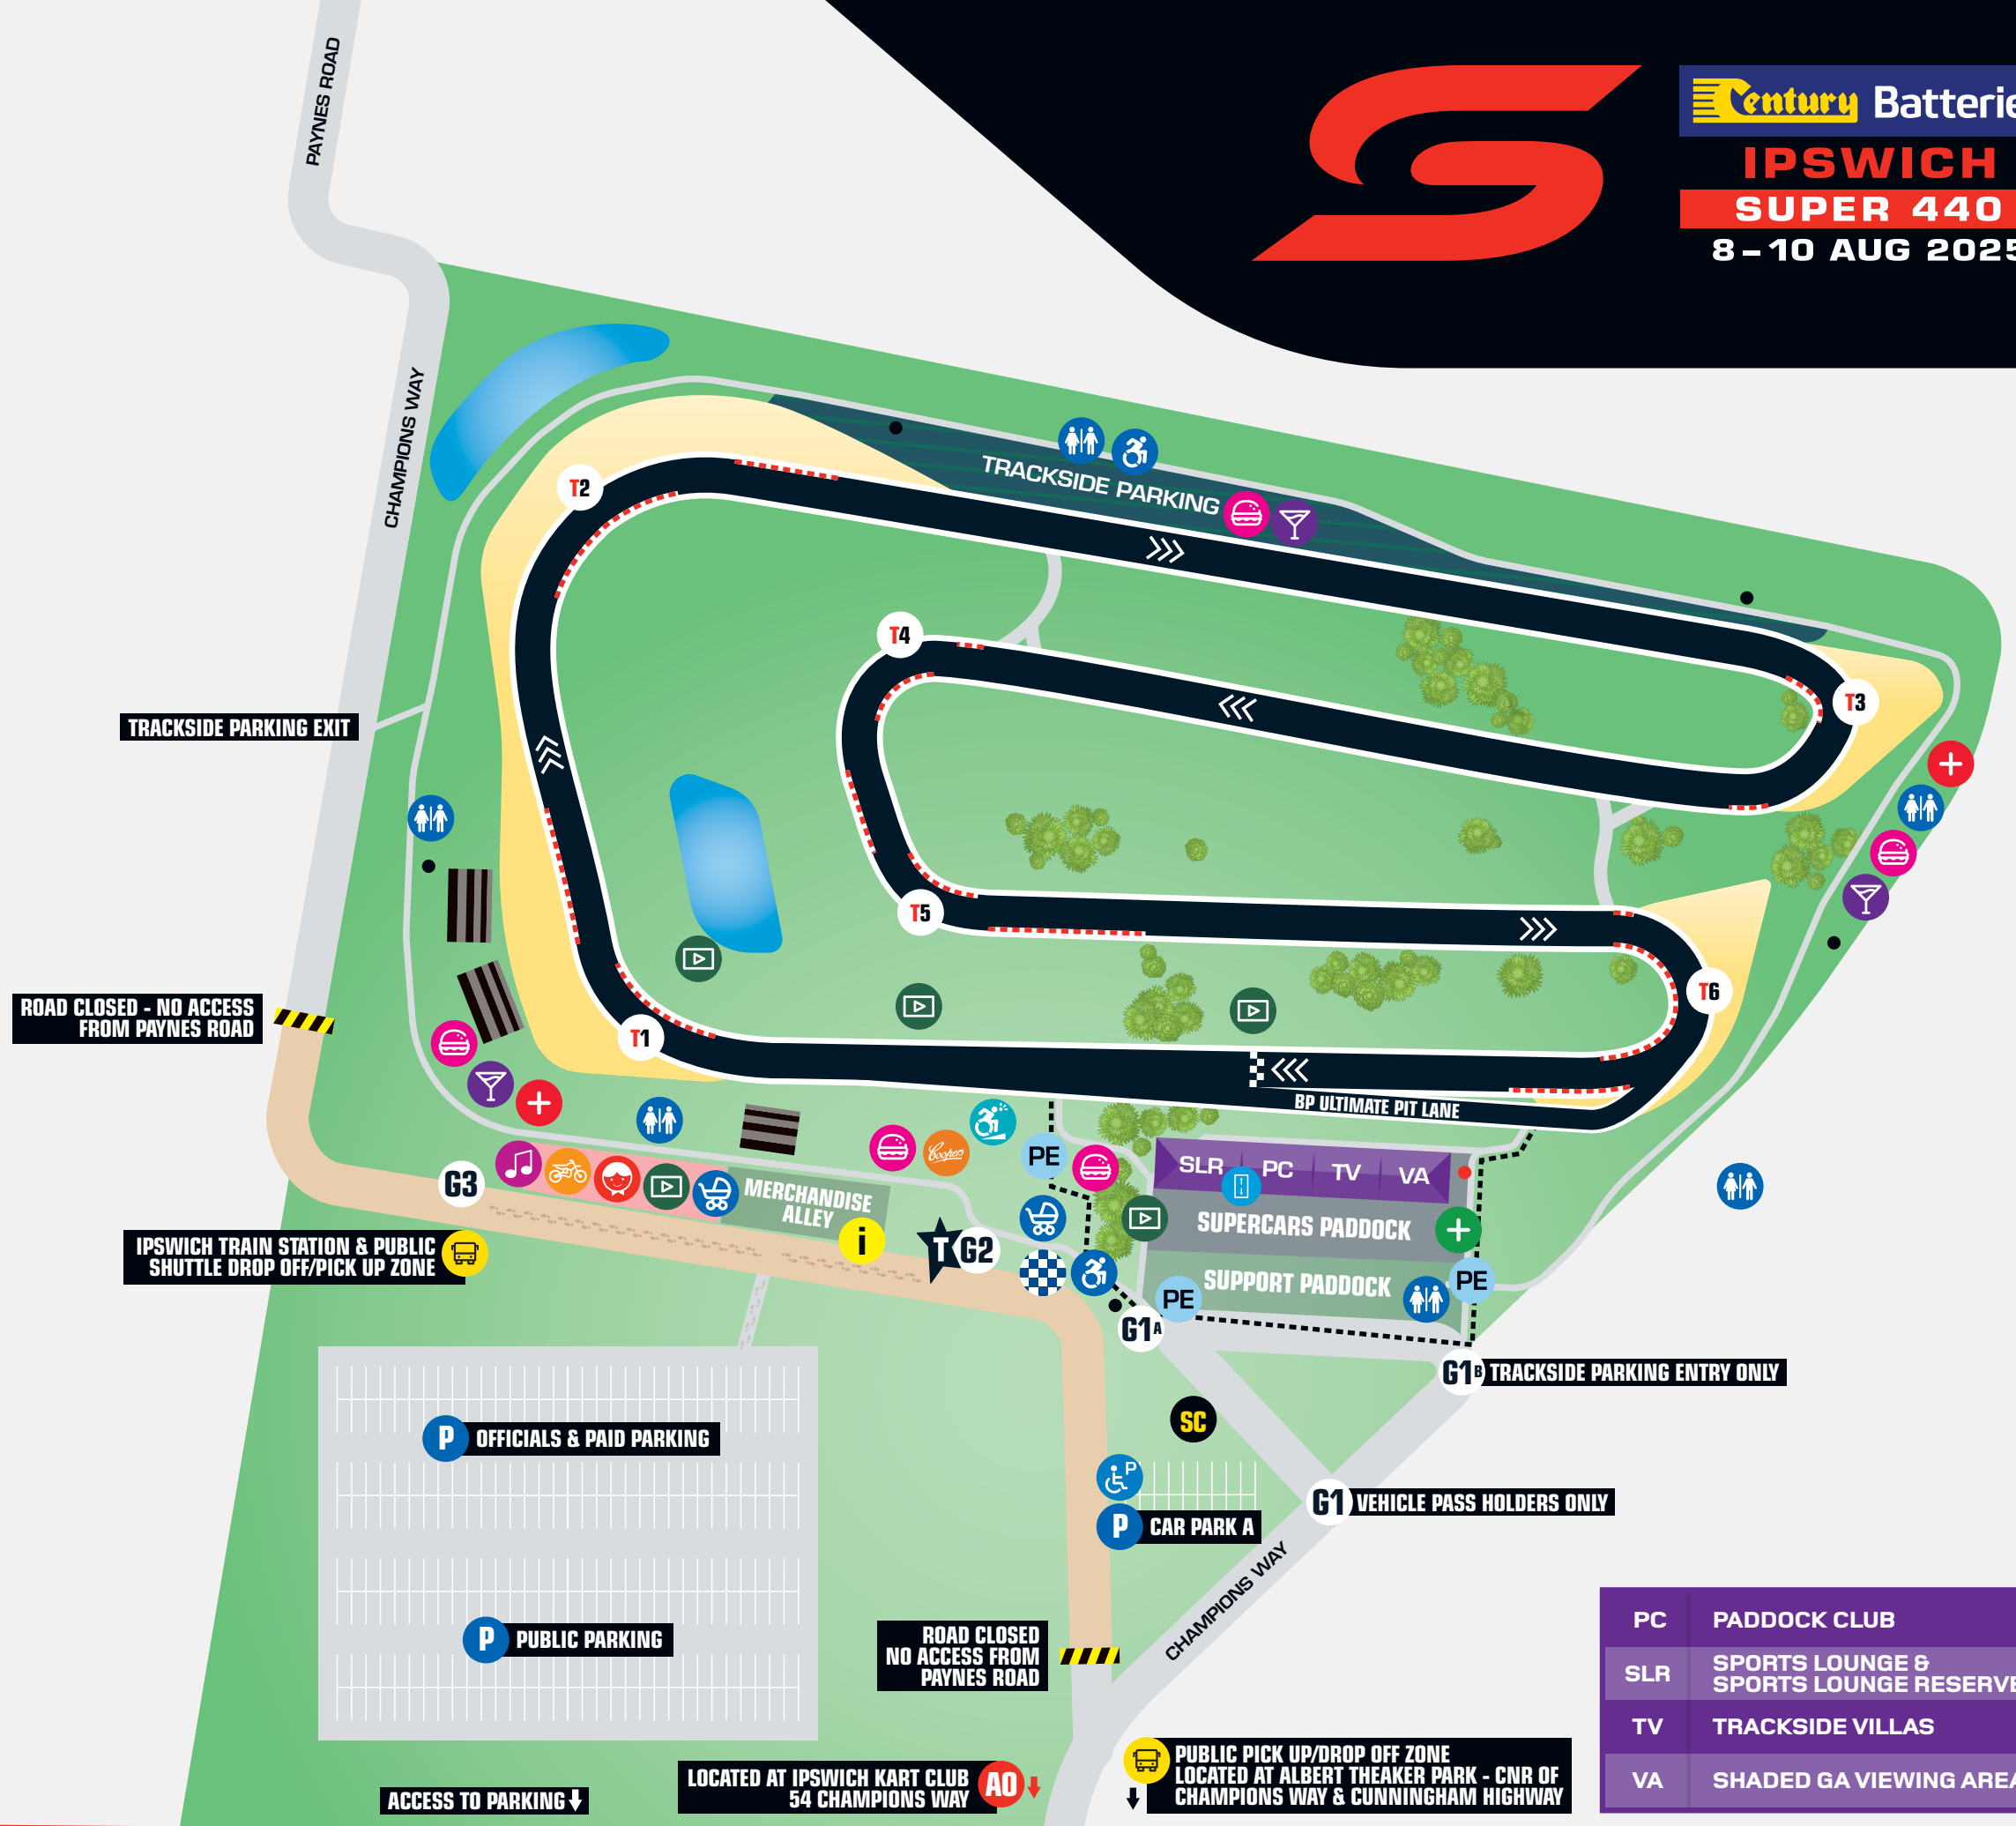 PAYNES ROAD
Century Batterie
IPSWICH
SUPER 440
8-10 AUG 2025
CHAMPIONS WAY
T2
TRACKSIDE PARKING
T4
T3
TRACKSIDE PARKING EXIT
T5
T6
ROAD CLOSED - NO ACCESS
FROM PAYNES ROAD
T1
BP ULTIMATE PIT LANE
Coopers
PE
SLR
PC
TV
VA
G3
MERCHANDISE
ALLEY
SUPERCARS PADDOCK
i
T
G2
IPSWICH TRAIN STATION & PUBLIC
SHUTTLE DROP OFF/PICK UP ZONE
SUPPORT PADDOCK
PE
PE
G1A
G1B
TRACKSIDE PARKING ENTRY ONLY
SC
P
OFFICIALS & PAID PARKING
P
G1
VEHICLE PASS HOLDERS ONLY
P
CAR PARK A
CHAMPIONS WAY
P
PUBLIC PARKING
ROAD CLOSED
NO ACCESS FROM
PAYNES ROAD
PC
PADDOCK CLUB
SLR
SPORTS LOUNGE &
SPORTS LOUNGE RESERVE
TV
TRACKSIDE VILLAS
VA
SHADED GA VIEWING AREA
PUBLIC PICK UP/DROP OFF ZONE
LOCATED AT ALBERT THEAKER PARK - CNR OF
CHAMPIONS WAY & CUNNINGHAM HIGHWAY
LOCATED AT IPSWICH KART CLUB
54 CHAMPIONS WAY
AO
ACCESS TO PARKING